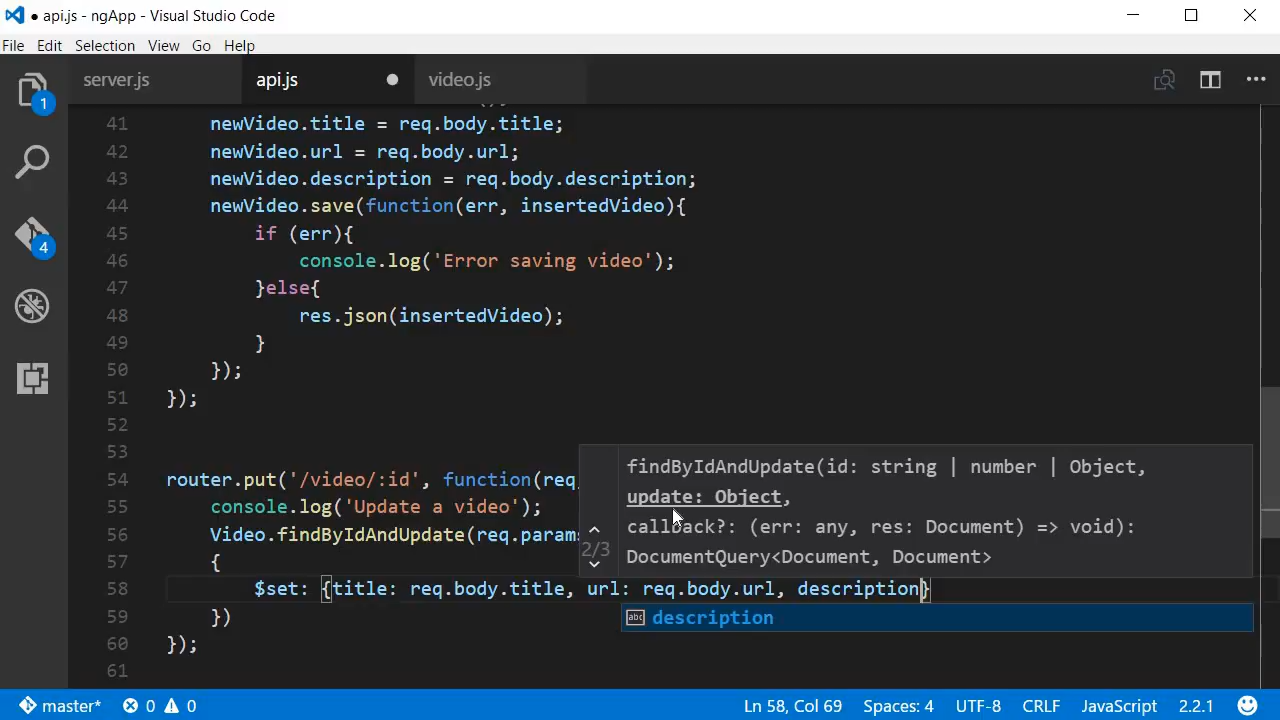 ● api.js - ngApp - Visual Studio Code
File Edit Selection View Go Help
server.js api.js ● video.js
1
4
41 newVideo.title = req.body.title;
42 newVideo.url = req.body.url;
43 newVideo.description = req.body.description;
44 newVideo.save(function(err, insertedVideo){
45 if (err){
46 console.log('Error saving video');
47 }else{
48 res.json(insertedVideo);
49 }
50 });
51 });
52
53
54 router.put('/video/:id', function(req,
55 console.log('Update a video');
56 Video.findByIdAndUpdate(req.params
57 {
58 $set: {title: req.body.title, url: req.body.url, description}
59 })
60 });
61
findByIdAndUpdate(id: string | number | Object,
update: Object,
callback?: (err: any, res: Document) => void):
2/3
DocumentQuery<Document, Document>
abc description
master* 0 0 Ln 58, Col 69 Spaces: 4 UTF-8 CRLF JavaScript 2.2.1